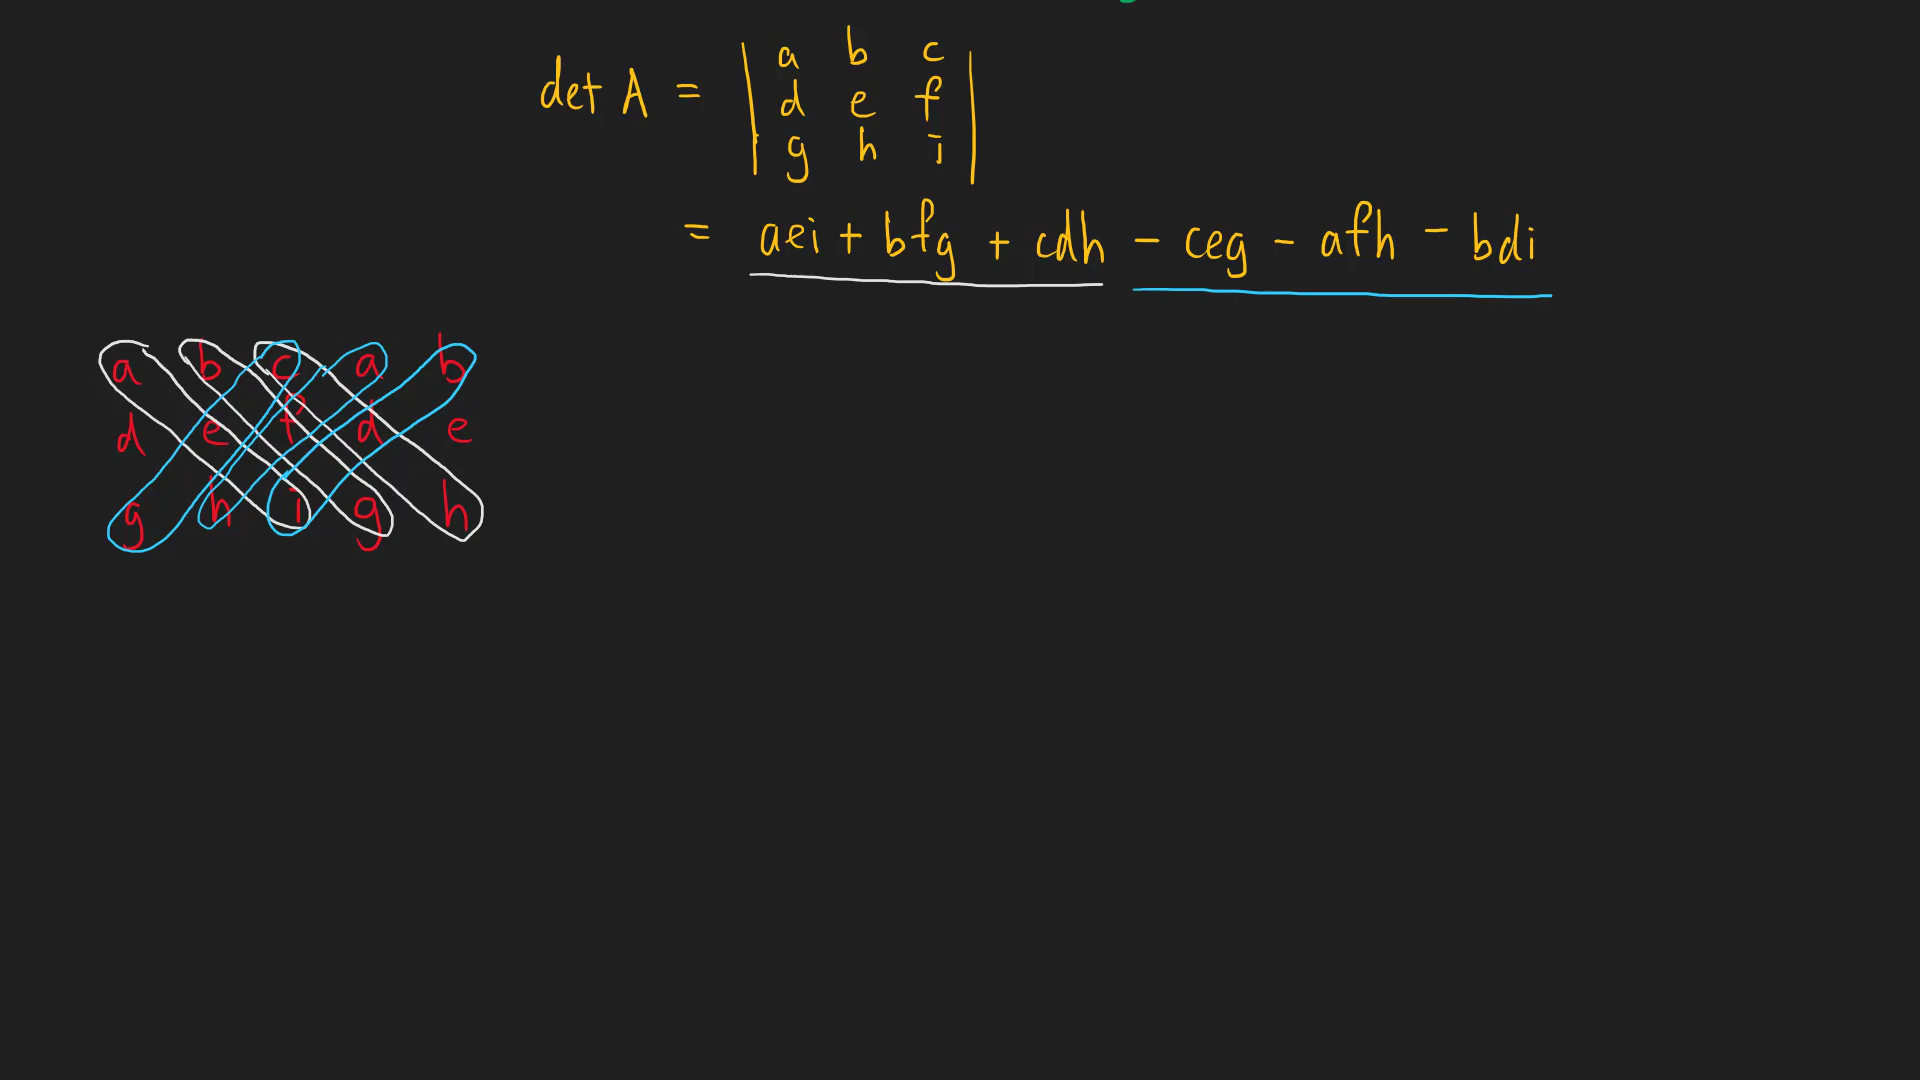 det A = | a b c |
| d e f |
| g h i |
= aei + bfg + cdh - ceg - afh - bdi
a b c a b
d e f d e
g h i g h